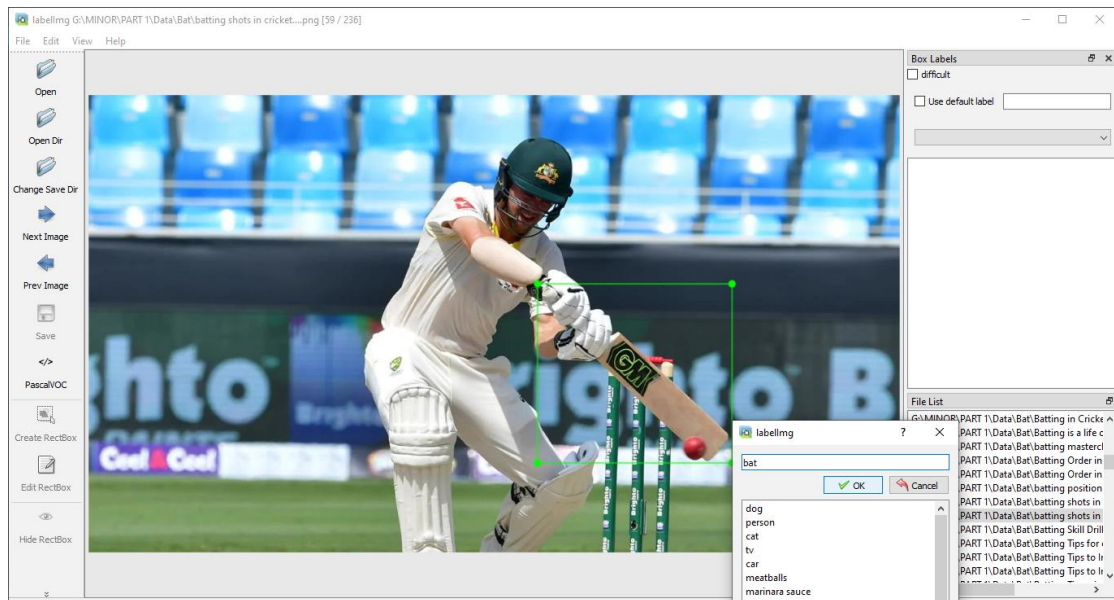 labelImg G:\MINOR\PART 1\Data\Bat\batting shots in cricket....png [59 / 236]
File Edit View Help
Open
Open Dir
Change Save Dir
Next Image
Prev Image
Save
</>
PascalVOC
Create RectBox
Edit RectBox
Hide RectBox
Brighto
hto
Brighto B
Cool & Cool
GM
Brighto
Brighto
Brighto
Box Labels
difficult
Use default label
File List
G:\MINOR\PART 1\Data\Bat\Batting in Cricke
PART 1\Data\Bat\Batting is a life c
PART 1\Data\Bat\batting mastercl
PART 1\Data\Bat\Batting Order in
PART 1\Data\Bat\Batting Order in
PART 1\Data\Bat\batting position
PART 1\Data\Bat\batting shots in
PART 1\Data\Bat\batting shots in
PART 1\Data\Bat\Batting Skill Drill
PART 1\Data\Bat\Batting Tips for
PART 1\Data\Bat\Batting Tips to Ir
PART 1\Data\Bat\Batting Tips to Ir
labelImg ?
bat
OK Cancel
dog
person
cat
tv
car
meatballs
marinara sauce